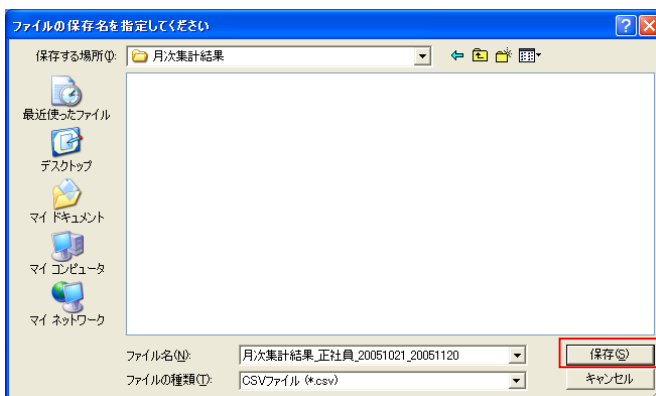 ファイルの保存名を指定してください
保存する場所(I): 月次集計結果
最近使ったファイル
デスクトップ
マイ ドキュメント
マイ コンピュータ
マイ ネットワーク
ファイル名(N): 月次集計結果_正社員_20051021_20051120 保存(S)
ファイルの種類(T): CSVファイル (*.csv) キャンセル